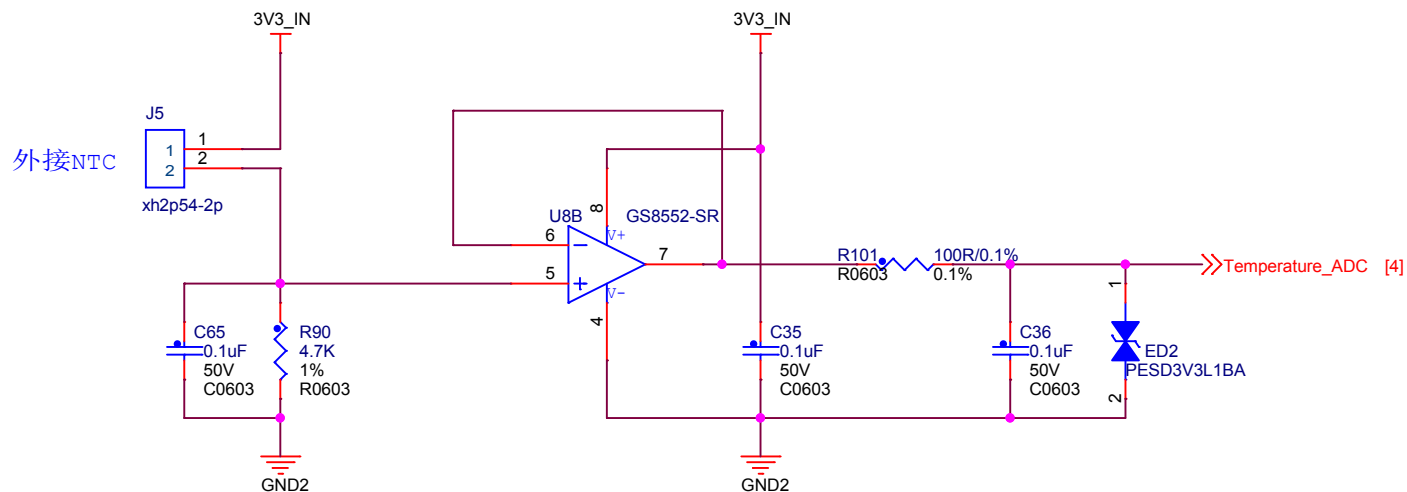 3V3_IN
3V3_IN
J5
外接NTC
1
1
2
2
xh2p54-2p
8
U8B
GS8552-SR
V+
6
7
5
V-
4
R101
R0603
100R/0.1%
0.1%
Temperature_ADC [4]
C65
0.1uF
50V
C0603
R90
4.7K
1%
R0603
C35
0.1uF
50V
C0603
C36
0.1uF
50V
C0603
1
ED2
PESD3V3L1BA
2
GND2
GND2